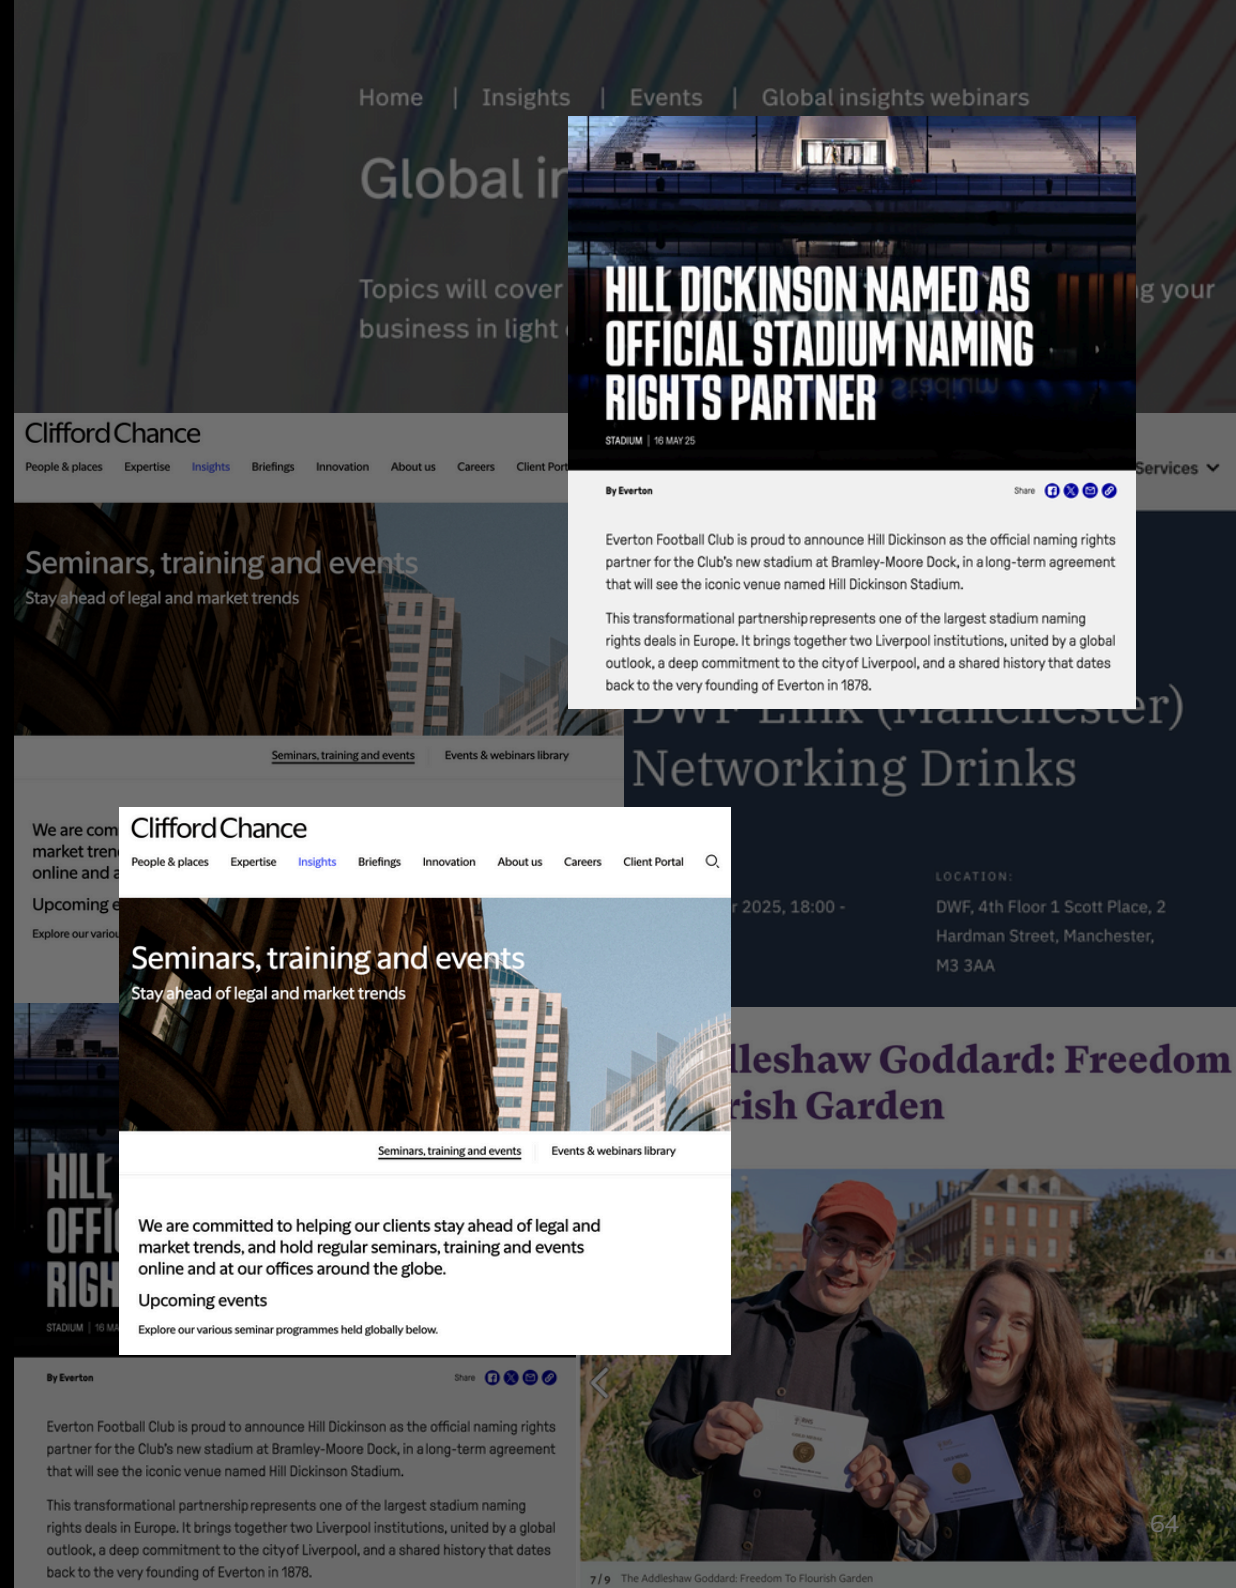 Home | Insights | Events | Global insights webinars
Global
Topics will cover
your
business in light
HILL DICKINSON NAMED AS
OFFICIAL STADIUM NAMING
RIGHTS PARTNER
STADIUM | 16 MAY 25
By Everton
Share
Everton Football Club is proud to announce Hill Dickinson as the official naming rights
partner for the Club's new stadium at Bramley-Moore Dock, in a long-term agreement
that will see the iconic venue named Hill Dickinson Stadium.
This transformational partnership represents one of the largest stadium naming
rights deals in Europe. It brings together two Liverpool institutions, united by a global
outlook, a deep commitment to the city of Liverpool, and a shared history that dates
back to the very founding of Everton in 1878.
Clifford Chance
People & places Expertise Insights Briefings Innovation About us Careers Client Port
Services
Seminars, training and events
Stay ahead of legal and market trends
Seminars, training and events Events & webinars library
We are com
market tren
online and a
Upcoming e
Explore our variou
DWF Link (Manchester)
Networking Drinks
r 2025, 18:00 -
LOCATION:
DWF, 4th Floor 1 Scott Place, 2
Hardman Street, Manchester,
M3 3AA
Clifford Chance
People & places Expertise Insights Briefings Innovation About us Careers Client Portal
Seminars, training and events
Stay ahead of legal and market trends
Seminars, training and events Events & webinars library
We are committed to helping our clients stay ahead of legal and
market trends, and hold regular seminars, training and events
online and at our offices around the globe.
Upcoming events
Explore our various seminar programmes held globally below.
dleshaw Goddard: Freedom
rish Garden
HILL
OFFI
RIGH
STADIUM | 16 MA
By Everton
Share
Everton Football Club is proud to announce Hill Dickinson as the official naming rights
partner for the Club's new stadium at Bramley-Moore Dock, in a long-term agreement
that will see the iconic venue named Hill Dickinson Stadium.
This transformational partnership represents one of the largest stadium naming
rights deals in Europe. It brings together two Liverpool institutions, united by a global
outlook, a deep commitment to the city of Liverpool, and a shared history that dates
back to the very founding of Everton in 1878.
64
7/9 The Addleshaw Goddard: Freedom To Flourish Garden